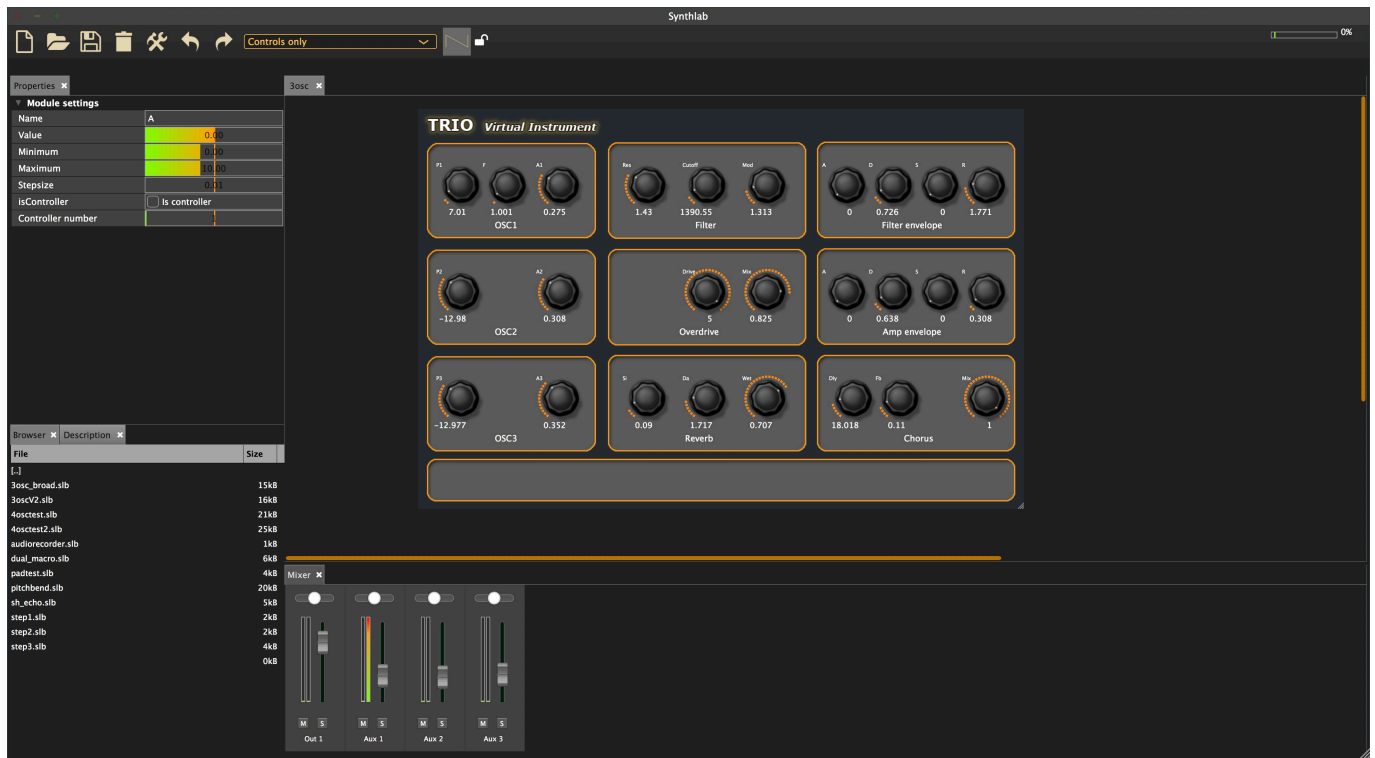 Synthlab
Controls only
0%
Properties
Module settings
Name A
Value 0.00
Minimum 0.00
Maximum 10.00
Stepsize 0.01
isController Is controller
Controller number
Browser Description
File Size
[..]
3osc_broad.slb 15kB
3oscV2.slb 16kB
4osctest.slb 21kB
4osctest2.slb 25kB
audiorecorder.slb 1kB
dual_macro.slb 6kB
padtest.slb 4kB
pitchbend.slb 20kB
sh_echo.slb 5kB
step1.slb 2kB
step2.slb 2kB
step3.slb 4kB
0kB
3osc
TRIO Virtual Instrument
P1 F A1
7.01 1.001 0.275
OSC1
Res Cutoff Mod
1.43 1390.55 1.313
Filter
A D S R
0 0.726 0 1.771
Filter envelope
P2 A2
-12.98 0.308
OSC2
Drive Mix
5 0.825
Overdrive
A D S R
0 0.638 0 0.308
Amp envelope
P3 A3
-12.977 0.352
OSC3
Si Da Wet
0.09 1.717 0.707
Reverb
Dly Fb Mix
18.018 0.11 1
Chorus
Mixer
M S M S M S M S
Out 1 Aux 1 Aux 2 Aux 3